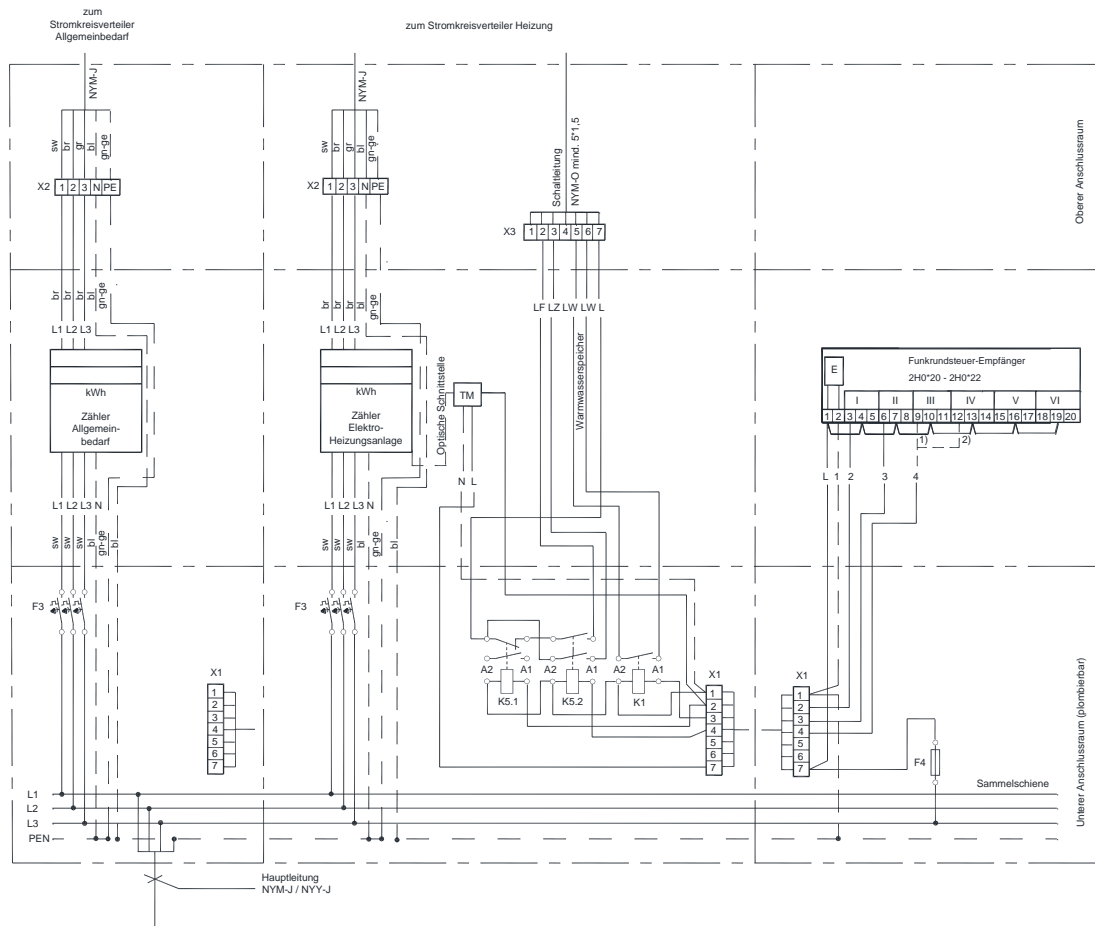 zum
Stromkreisverteiler
Allgemeinbedarf
zum Stromkreisverteiler Heizung
NYM-J
NYM-J
sw br gr bl gn-ge
sw br gr bl gn-ge
Schaltleitung
NYM-O mind. 5*1,5
Oberer Anschlussraum
X2 1 2 3 N PE
X2 1 2 3 N PE
X3 1 2 3 4 5 6 7
br br br bl gn-ge
br br br bl gn-ge
LF LZ LW LW L
L1 L2 L3
L1 L2 L3
Warmwasserspeicher
kWh
Zähler
Allgemein-
bedarf
kWh
Zähler
Elektro-
Heizungsanlage
Optische Schnittstelle
TM
Funkrundsteuer-Empfänger
2H0*20 - 2H0*22
E
I II III IV V VI
1 2 3 4 5 6 7 8 9 10 11 12 13 14 15 16 17 18 19 20
1) 2)
N L
L 1 2 3 4
L1 L2 L3 N
L1 L2 L3 N
sw sw sw bl gn-ge bl
sw sw sw bl gn-ge bl
F3
F3
A2 A1 A2 A1 A2 A1
K5.1 K5.2 K1
X1
1
2
3
4
5
6
7
X1
1
2
3
4
5
6
7
X1
1
2
3
4
5
6
7
F4
Unterer Anschlussraum (plombierbar)
Sammelschiene
L1
L2
L3
PEN
Hauptleitung
NYM-J / NYY-J